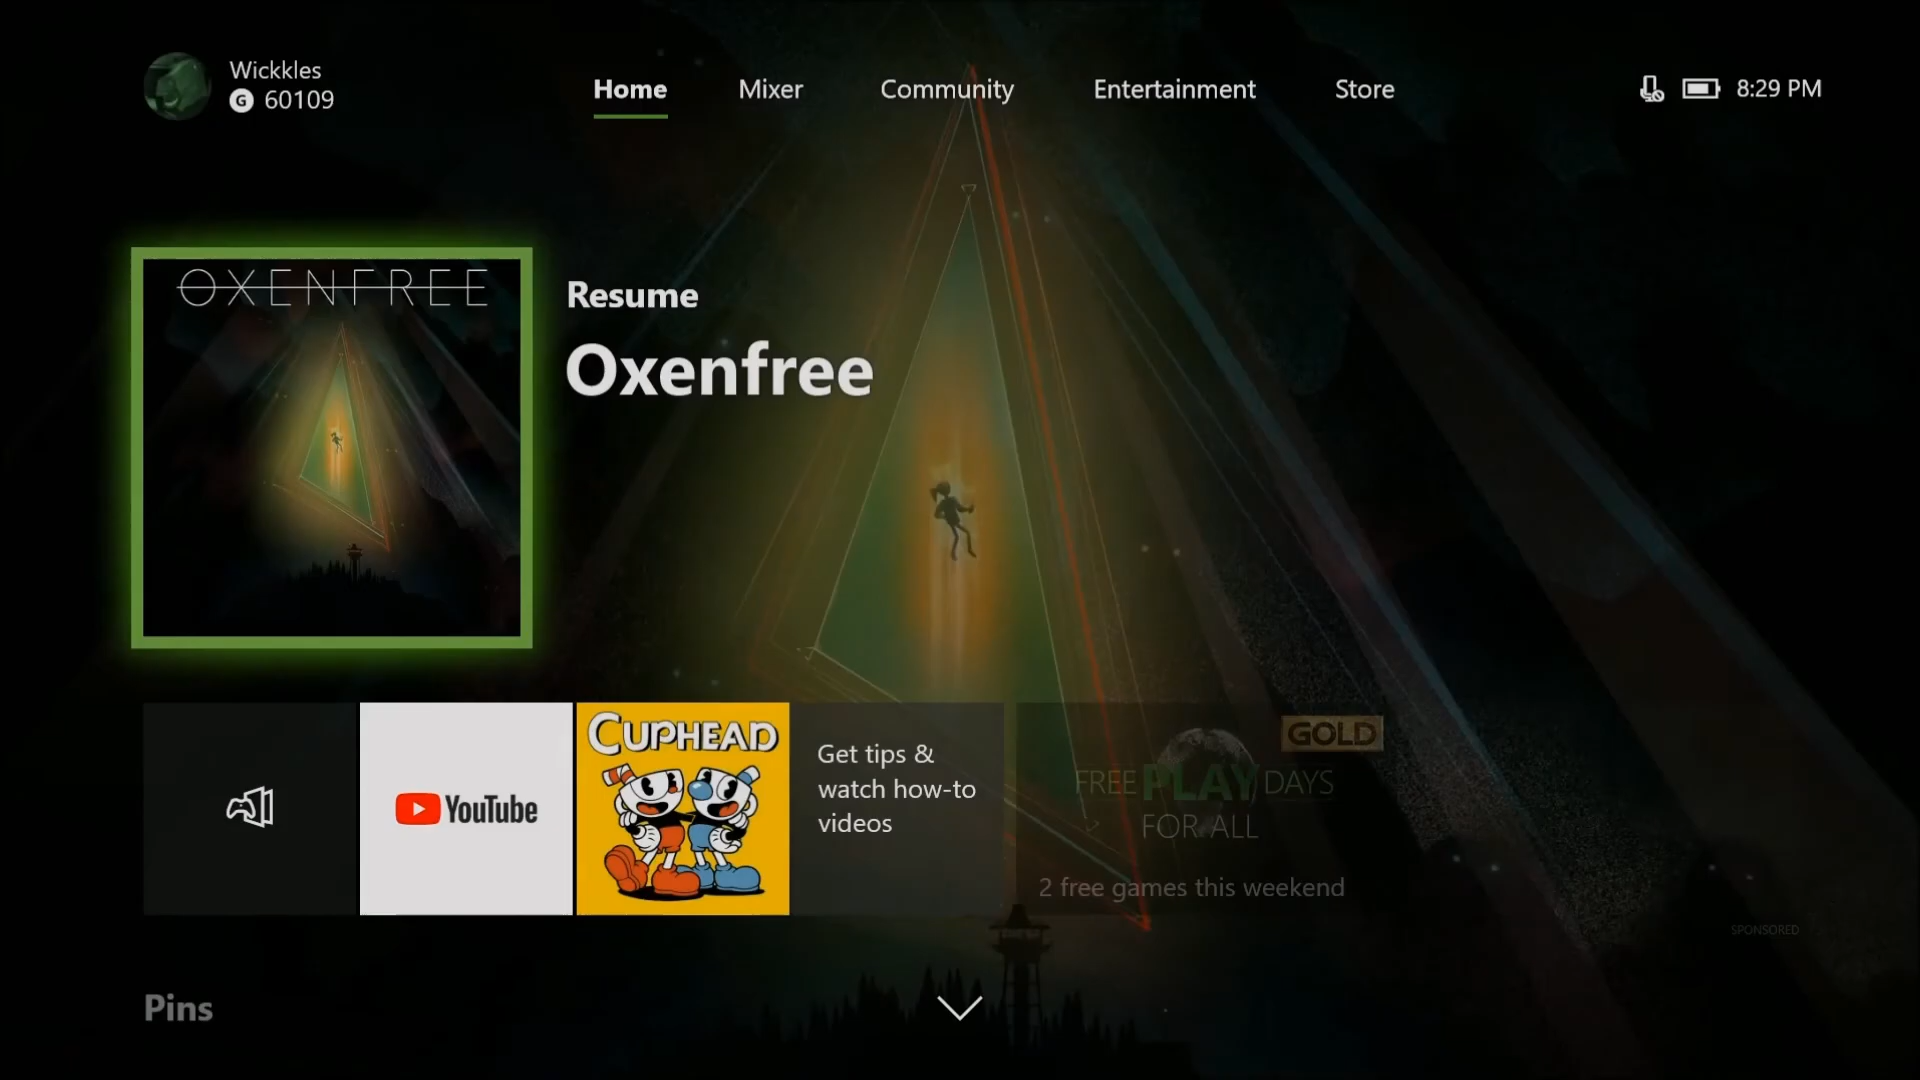 Wickkles
G 60109
Home
Mixer
Community
Entertainment
Store
8:29 PM
OXENFREE
Resume
Oxenfree
YouTube
CUPHEAD
Get tips &
watch how-to
videos
GOLD
FREE PLAY DAYS
FOR ALL
2 free games this weekend
SPONSORED
Pins